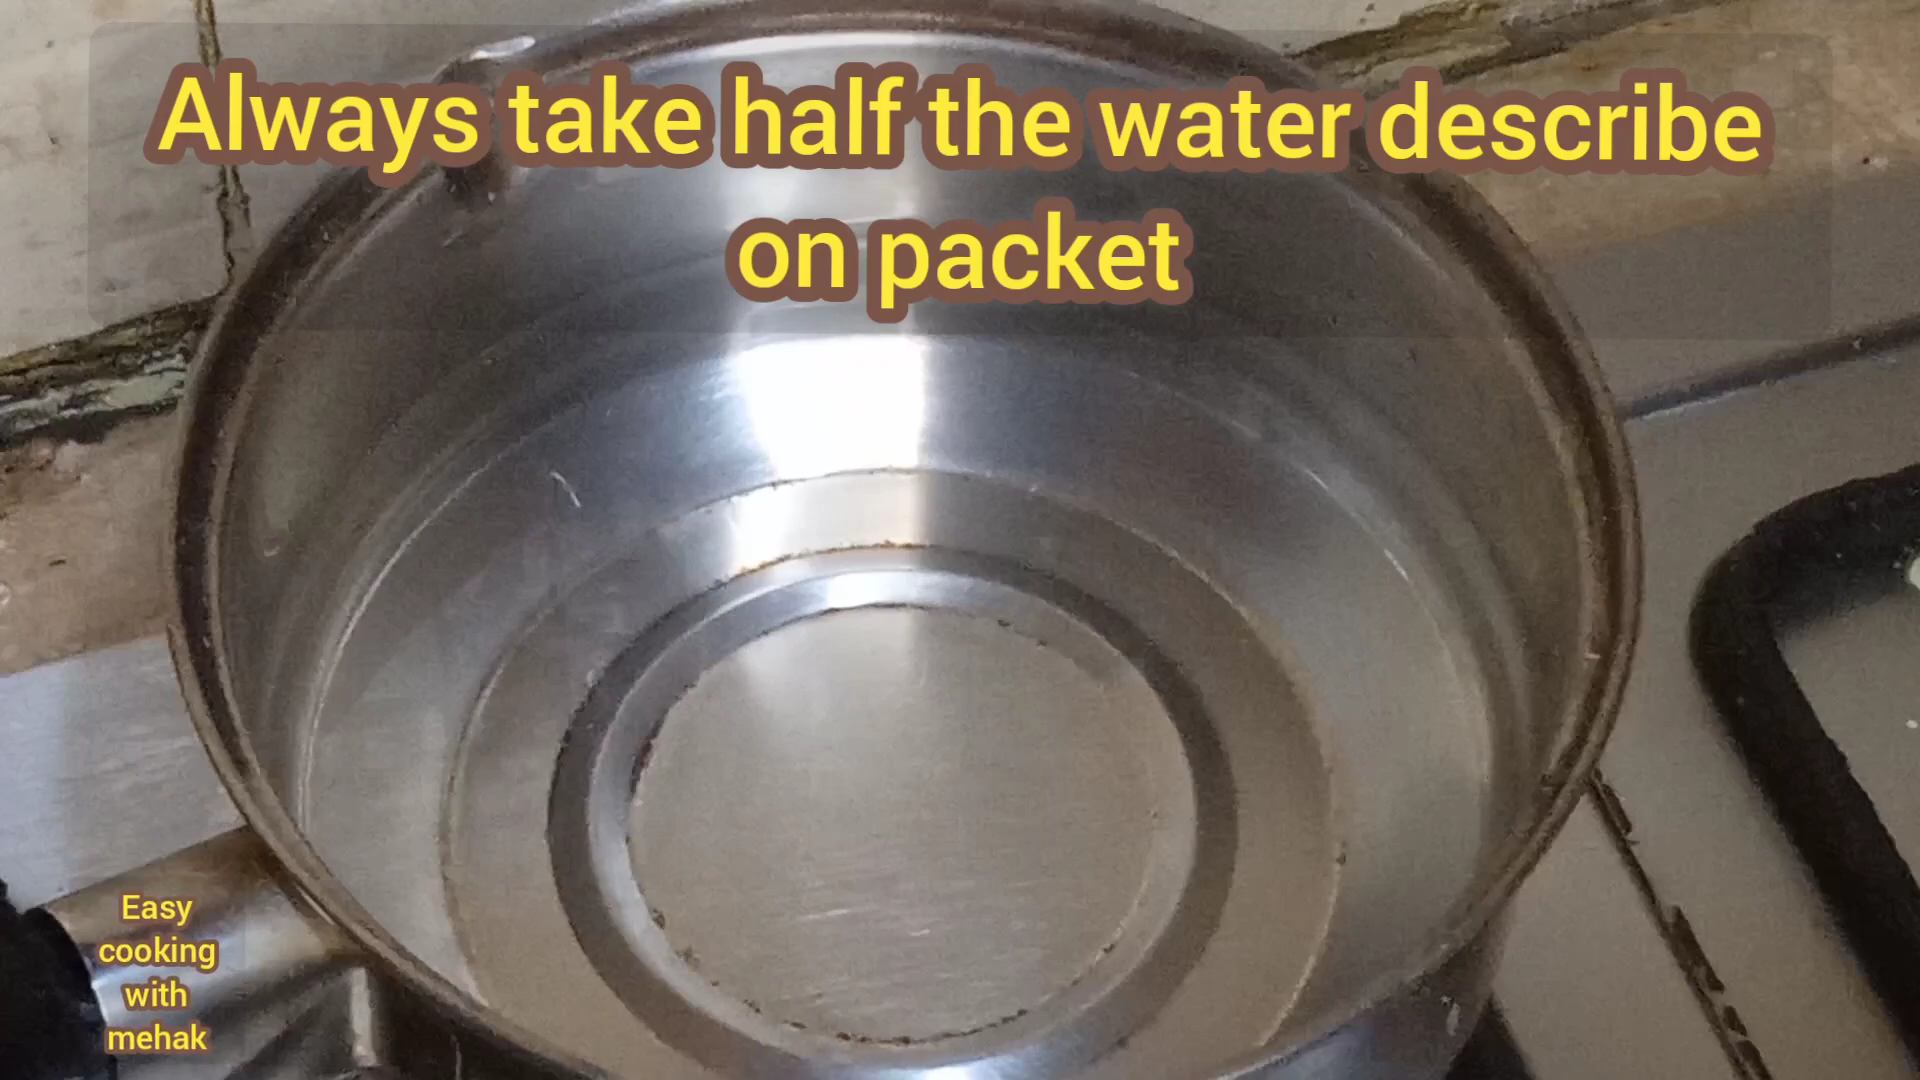 Always take half the water describe
on packet
Easy
cooking
with
mehak